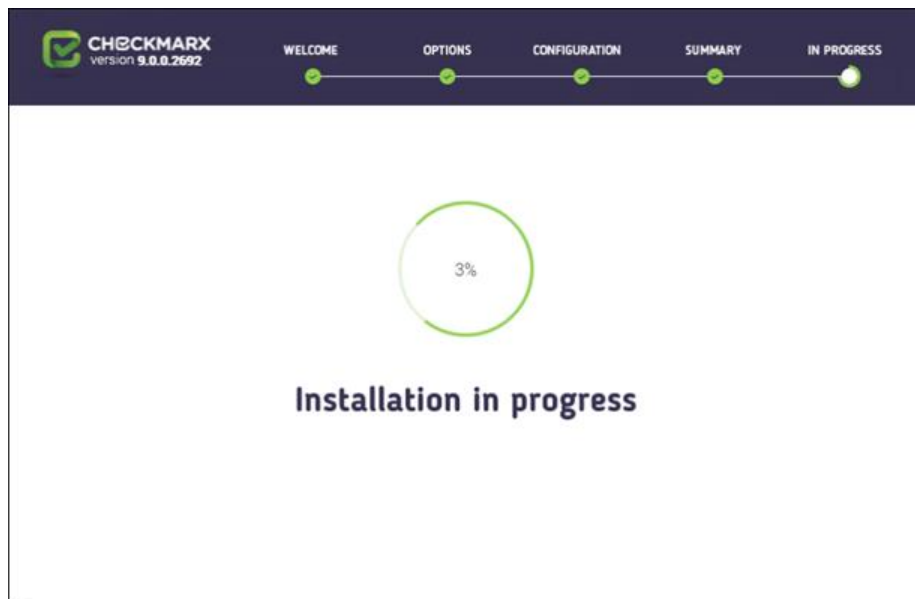 CHECKMARX
version 9.0.0.2692
WELCOME
OPTIONS
CONFIGURATION
SUMMARY
IN PROGRESS
3%
Installation in progress